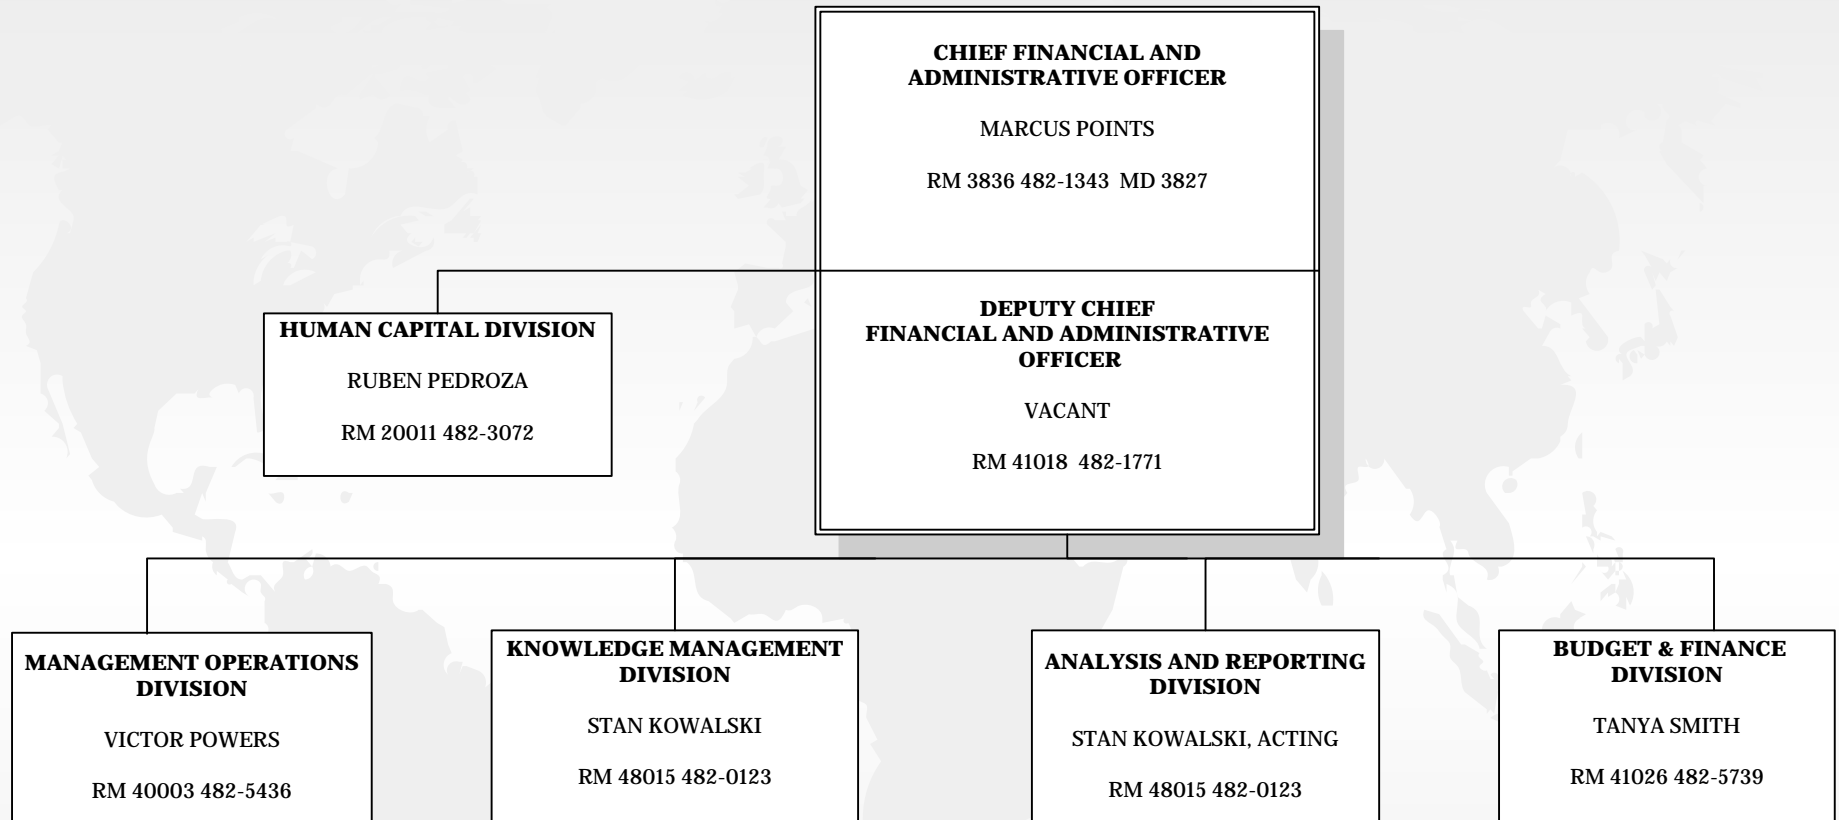 CHIEF FINANCIAL AND
ADMINISTRATIVE OFFICER
MARCUS POINTS
RM 3836 482-1343 MD 3827
HUMAN CAPITAL DIVISION
RUBEN PEDROZA
RM 20011 482-3072
DEPUTY CHIEF
FINANCIAL AND ADMINISTRATIVE
OFFICER
VACANT
RM 41018 482-1771
MANAGEMENT OPERATIONS
DIVISION
VICTOR POWERS
RM 40003 482-5436
KNOWLEDGE MANAGEMENT
DIVISION
STAN KOWALSKI
RM 48015 482-0123
ANALYSIS AND REPORTING
DIVISION
STAN KOWALSKI, ACTING
RM 48015 482-0123
BUDGET & FINANCE
DIVISION
TANYA SMITH
RM 41026 482-5739